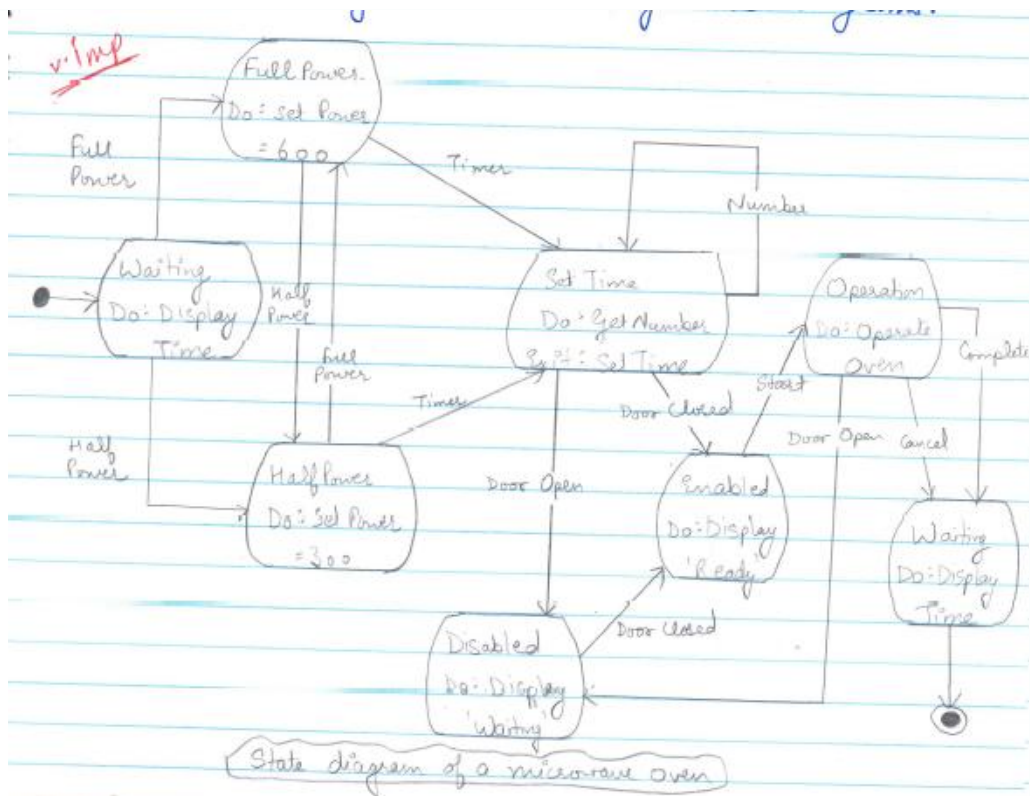 v. Imp
Full Power
Do: Set Power
= 600
Full
Power
Timer
Number
Waiting
Do: Display
Time
Half
Power
Full
Power
Set Time
Do: Get Number
Exit: Set Time
Operation
Do: Operate
Oven
Complete
Timer
Door Closed
Start
Half
Power
Half Power
Do: Set Power
= 300
Door Open
Enabled
Do: Display
'Ready'
Door Open
Cancel
Waiting
Do: Display
Time
Disabled
Do: Display
'Waiting'
Door Closed
State diagram of a microwave oven